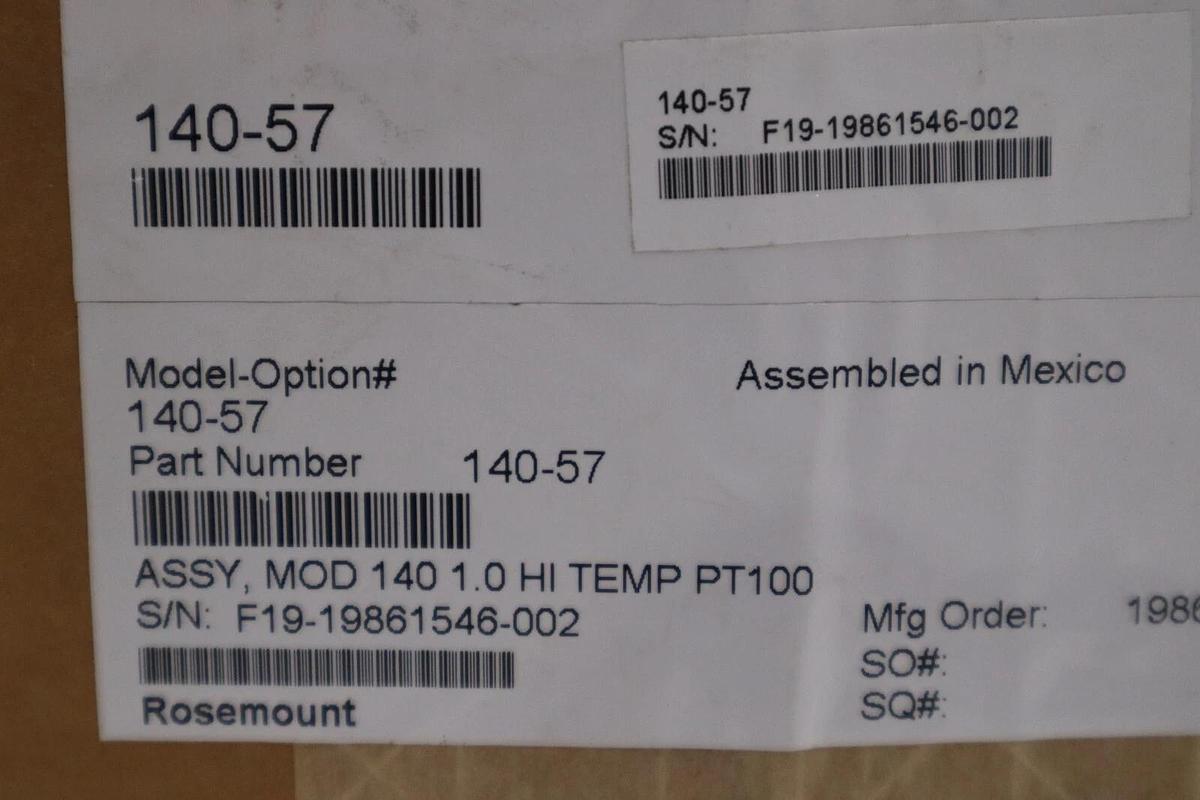 140-57
140-57
S/N: F19-19861546-002
Model-Option#
Assembled in Mexico
140-57
Part Number 140-57
ASSY, MOD 140 1.0 HI TEMP PT100
S/N: F19-19861546-002
Mfg Order:
SO#:
SQ#:
Rosemount